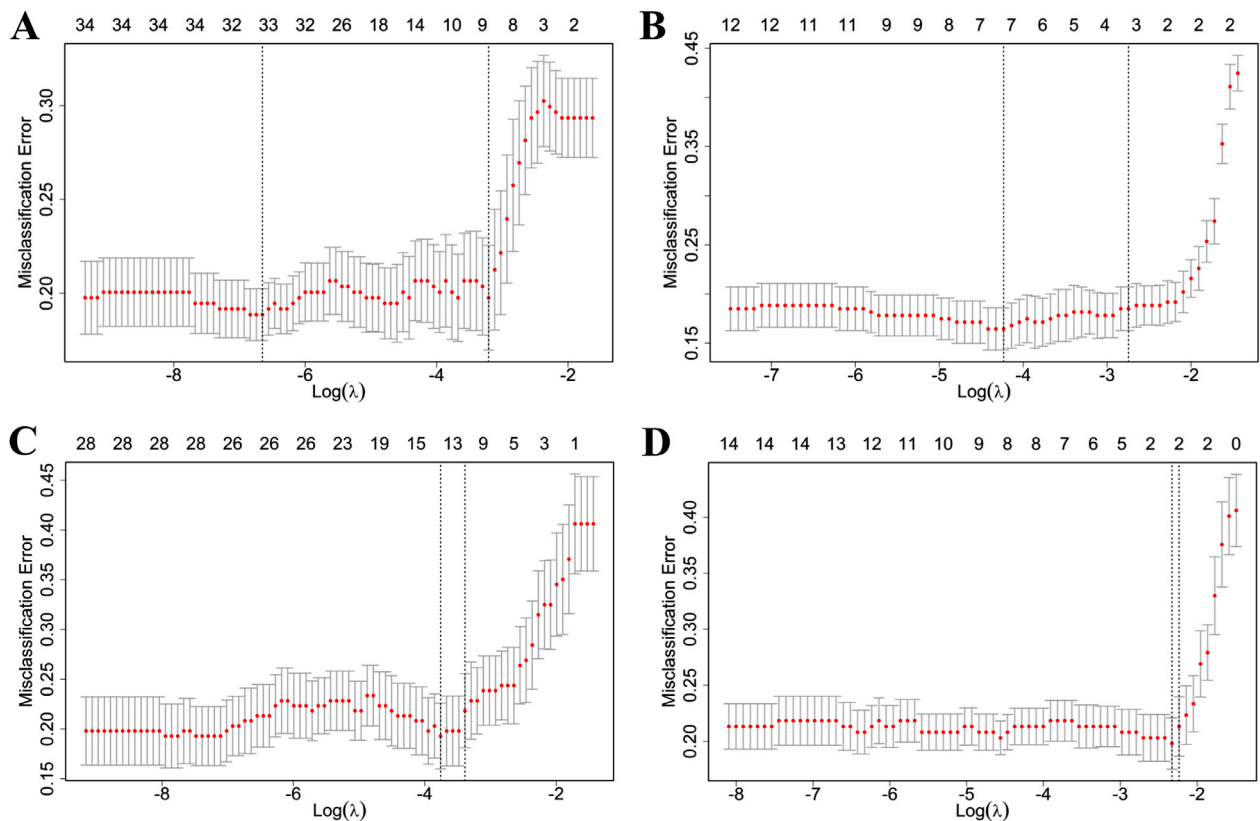 A
34 34 34 34 32 33 32 26 18 14 10 9 8 3 2
Misclassification Error
0.30
0.25
0.20
-8 -6 -4 -2
Log(λ)
B
12 12 11 11 9 9 8 7 7 6 5 4 3 2 2 2
Misclassification Error
0.45
0.35
0.25
0.15
-7 -6 -5 -4 -3 -2
Log(λ)
C
28 28 28 28 26 26 26 23 19 15 13 9 5 3 1
Misclassification Error
0.45
0.40
0.35
0.30
0.25
0.20
0.15
-8 -6 -4 -2
Log(λ)
D
14 14 14 13 12 11 10 9 8 8 7 6 5 2 2 2 0
Misclassification Error
0.40
0.35
0.30
0.25
0.20
-8 -7 -6 -5 -4 -3 -2 -1
Log(λ)